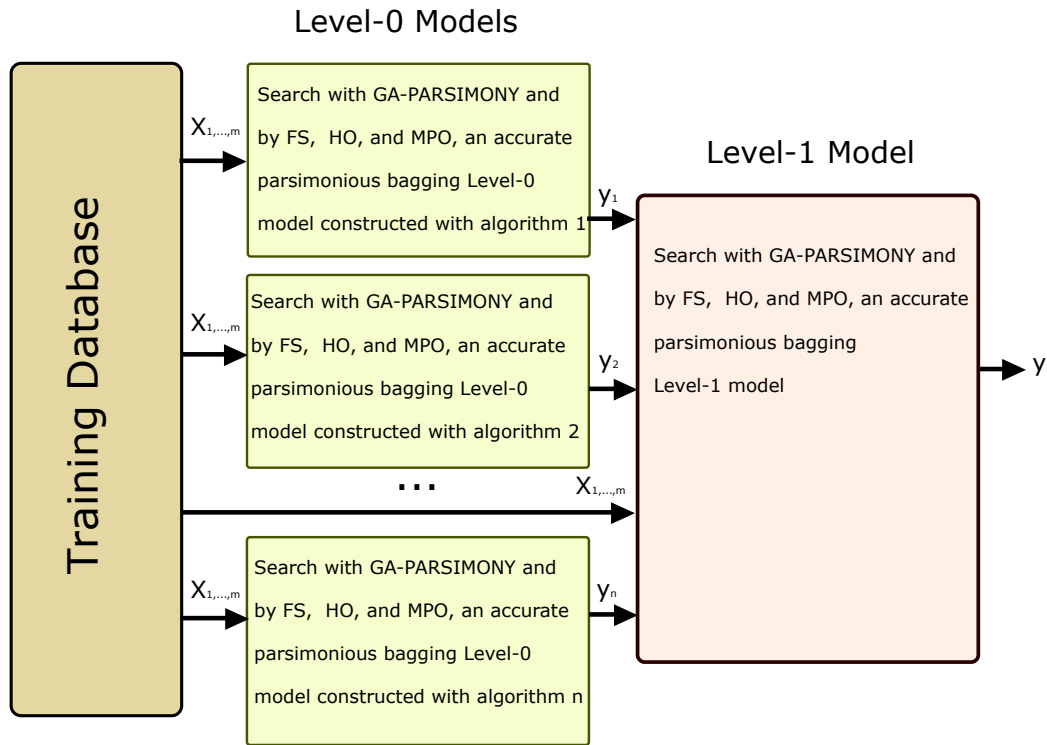 Level-0 Models
Training Database
X1,...,m
Search with GA-PARSIMONY and
by FS, HO, and MPO, an accurate
parsimonious bagging Level-0
model constructed with algorithm 1
y1
X1,...,m
Search with GA-PARSIMONY and
by FS, HO, and MPO, an accurate
parsimonious bagging Level-0
model constructed with algorithm 2
y2
...
X1,...,m
X1,...,m
Search with GA-PARSIMONY and
by FS, HO, and MPO, an accurate
parsimonious bagging Level-0
model constructed with algorithm n
yn
Level-1 Model
Search with GA-PARSIMONY and
by FS, HO, and MPO, an accurate
parsimonious bagging
Level-1 model
y